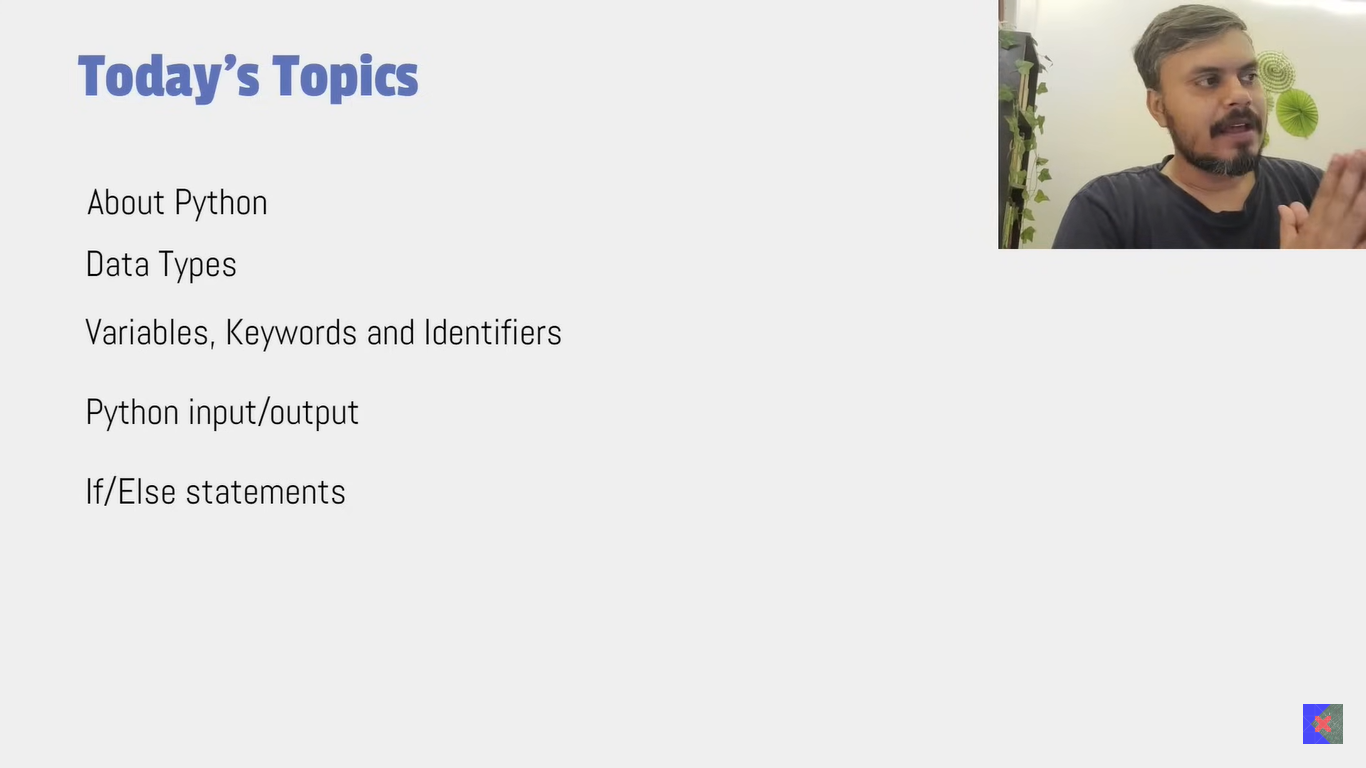 Today's Topics
About Python
Data Types
Variables, Keywords and Identifiers
Python input/output
If/Else statements